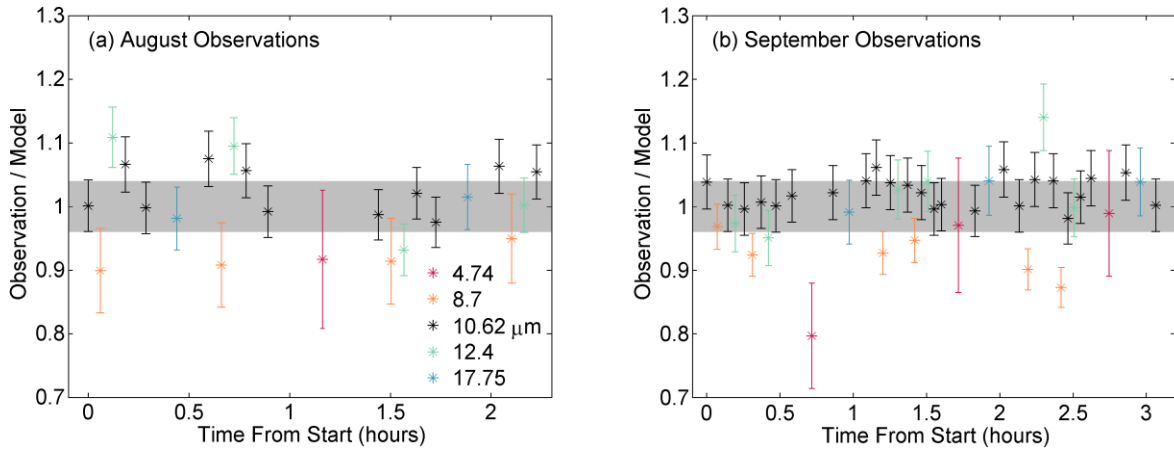 (a) August Observations
Observation / Model
1.3
1.2
1.1
1
0.9
0.8
0.7
4.74
8.7
10.62 μm
12.4
17.75
0 0.5 1 1.5 2
Time From Start (hours)
(b) September Observations
Observation / Model
1.3
1.2
1.1
1.0
0.9
0.8
0.7
0 0.5 1 1.5 2 2.5 3
Time From Start (hours)